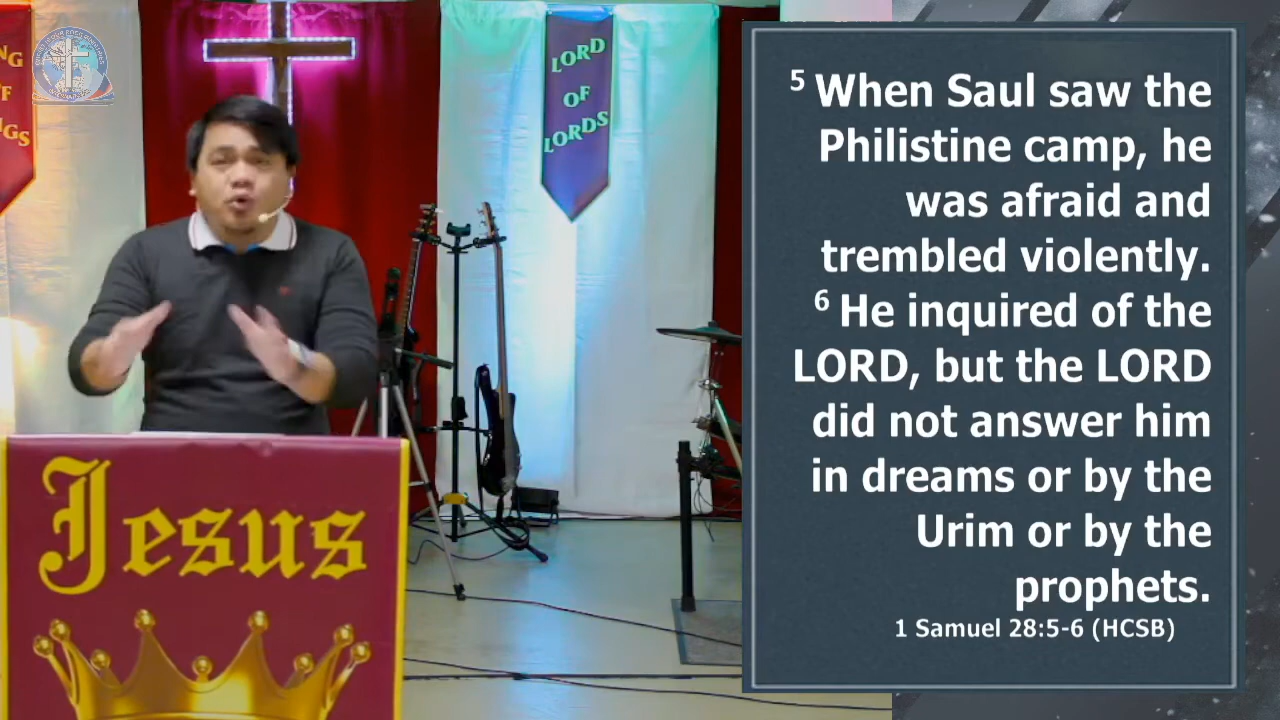 NG
F
NGS
LORD
OF
LORDS
Jesus
5 When Saul saw the
Philistine camp, he
was afraid and
trembled violently.
6 He inquired of the
LORD, but the LORD
did not answer him
in dreams or by the
Urim or by the
prophets.
1 Samuel 28:5-6 (HCSB)